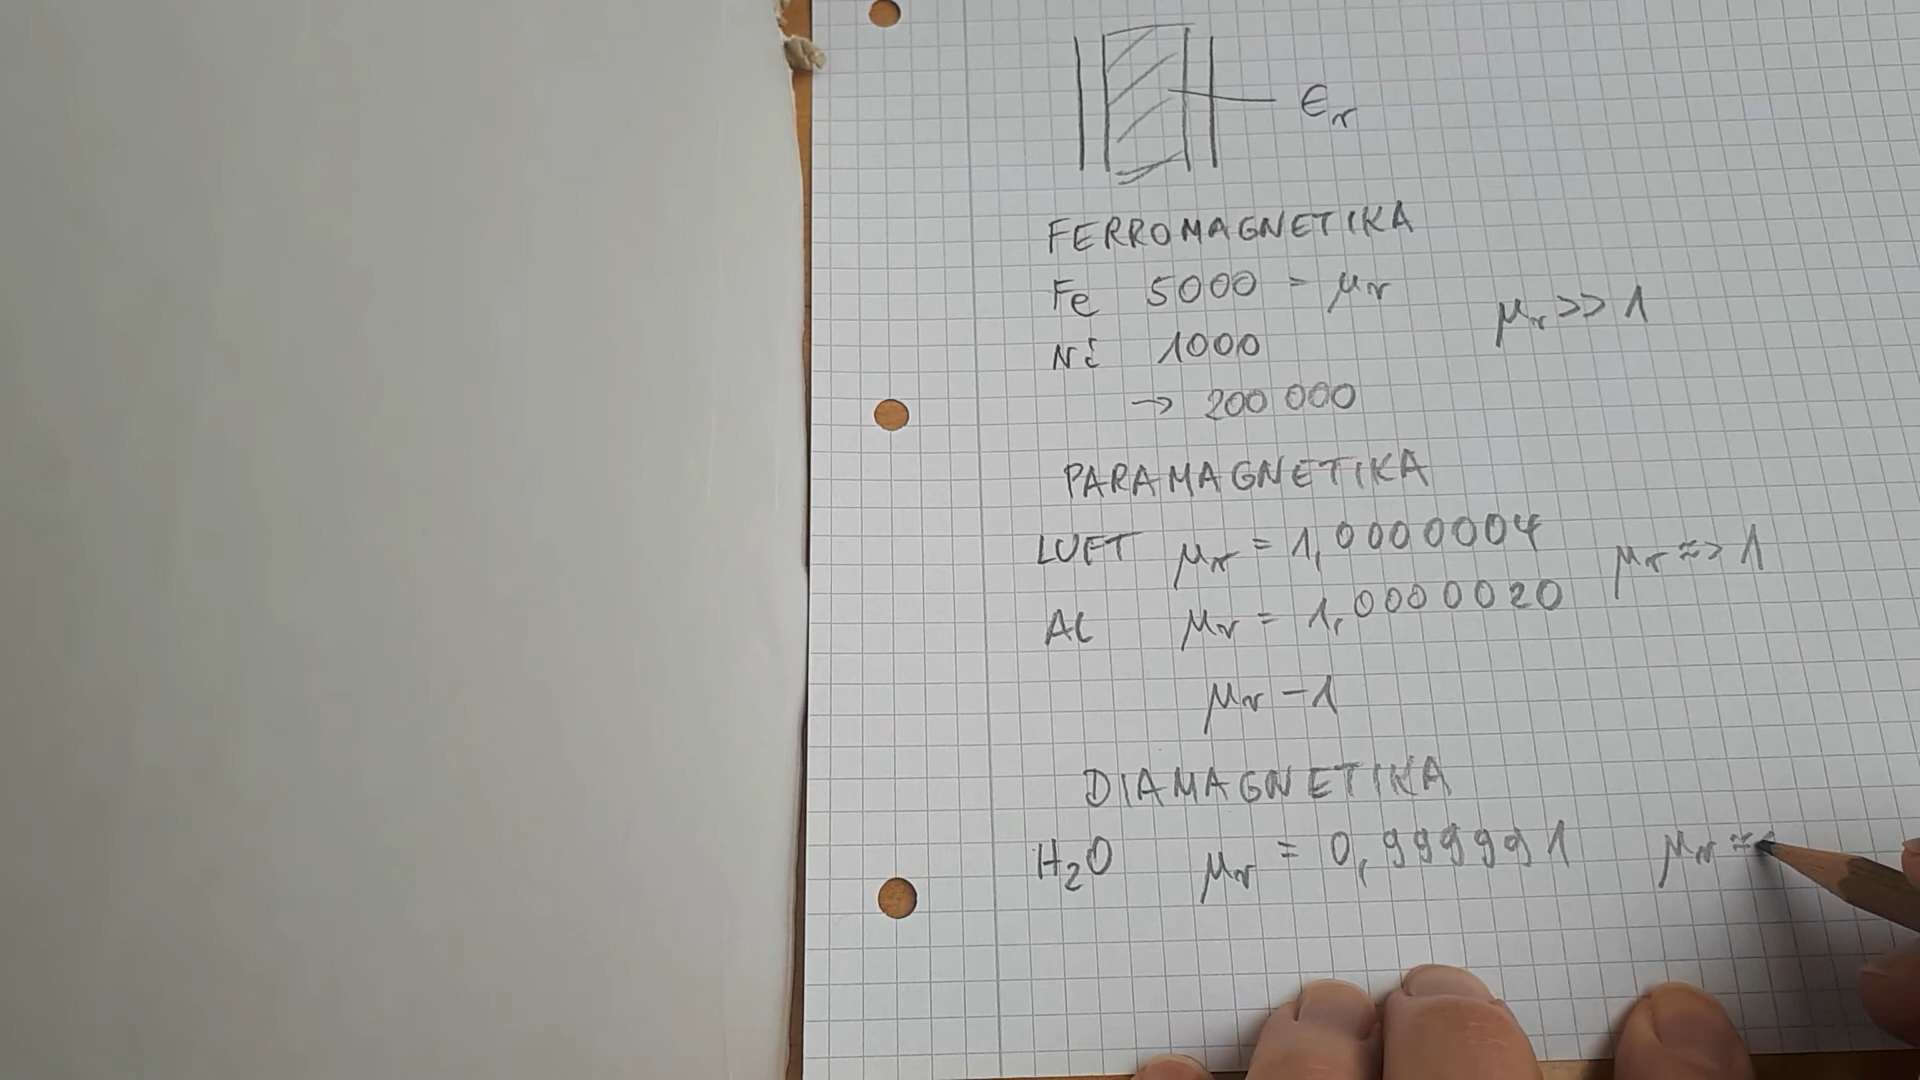 ϵr
FERROMAGNETIKA
Fe 5000 = μr μr >> 1
Ni 1000
→ 200 000
PARAMAGNETIKA
LUFT μr = 1,0000004 μr ≈> 1
Al μr = 1,0000020
μr - 1
DIAMAGNETIKA
H₂O μr = 0,999991 μr ≈